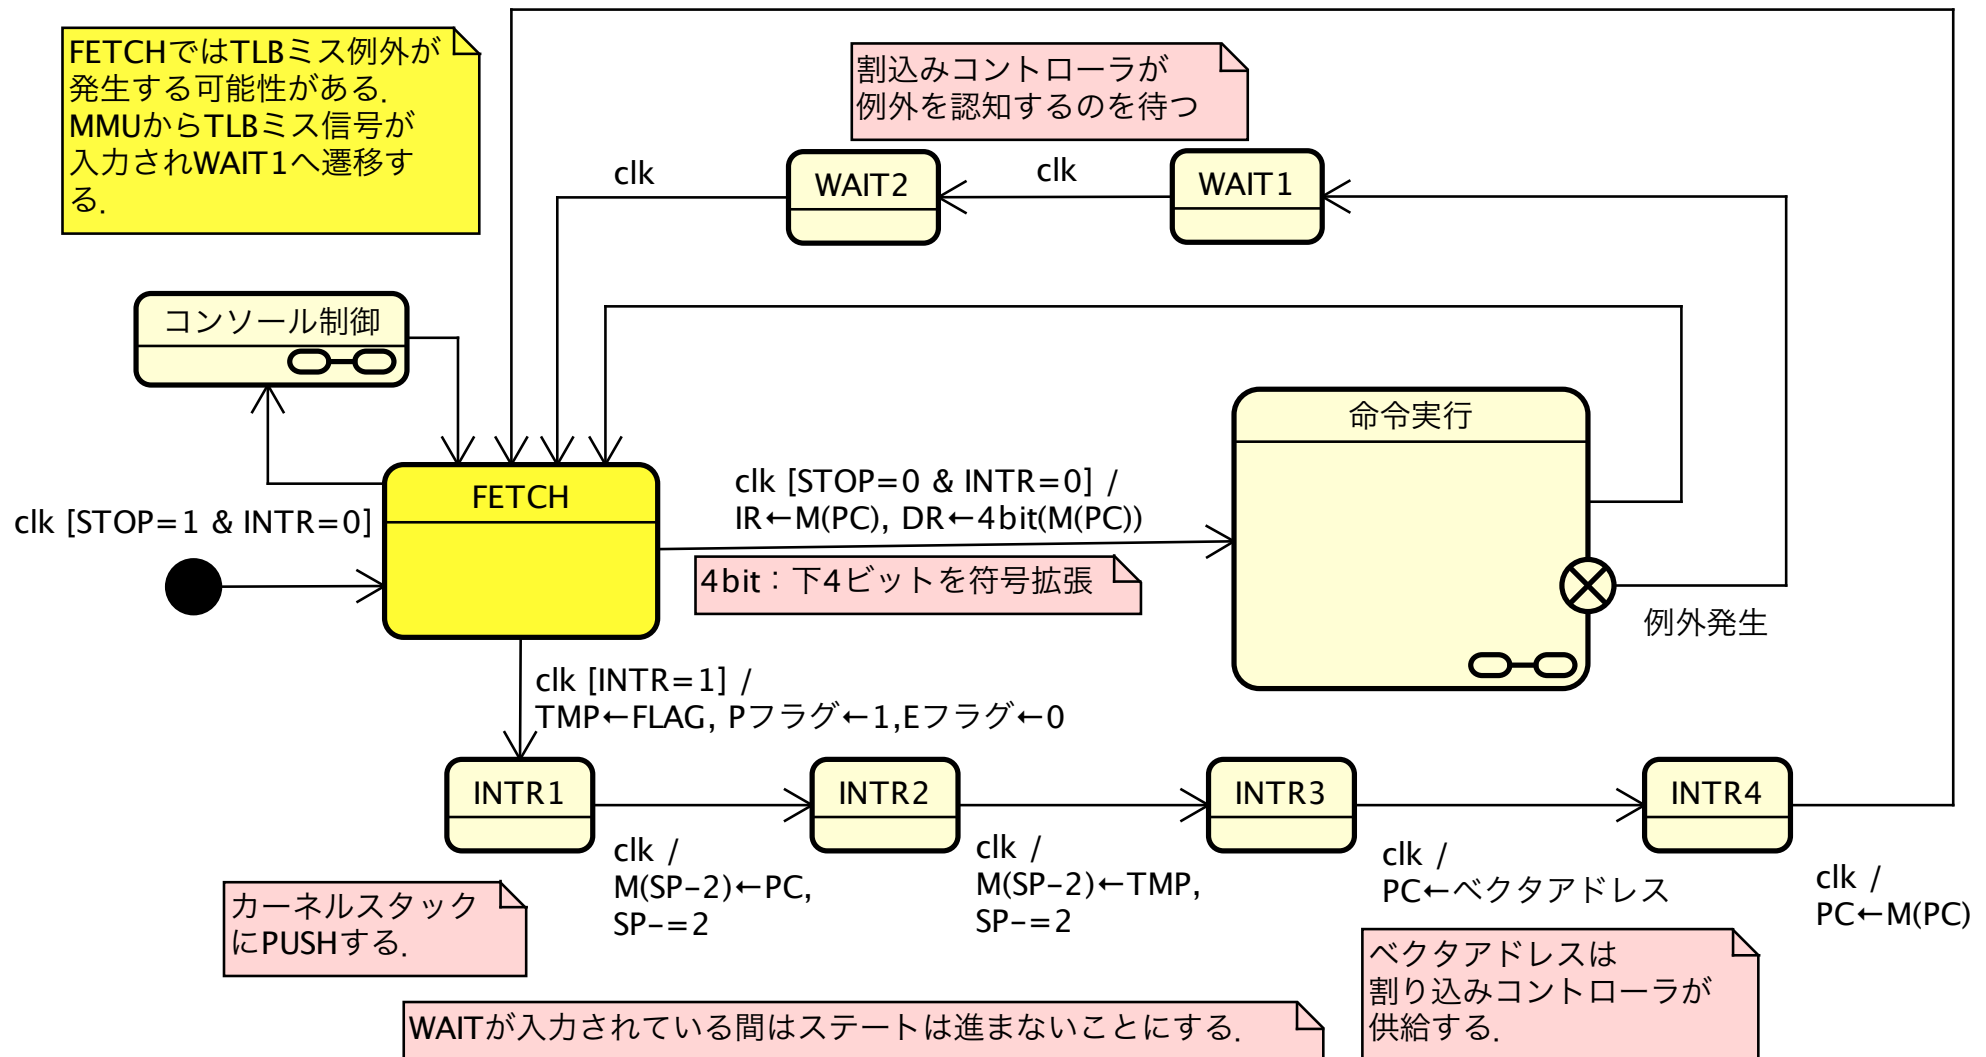 FETCHではTLBミス例外が
発生する可能性がある.
MMUからTLBミス信号が
入力されWAIT1へ遷移す
る.
割込みコントローラが
例外を認知するのを待つ
clk
WAIT2
clk
WAIT1
コンソール制御
命令実行
clk [STOP=1 & INTR=0]
FETCH
clk [STOP=0 & INTR=0] /
IR←M(PC), DR←4bit(M(PC))
4bit：下4ビットを符号拡張
例外発生
clk [INTR=1] /
TMP←FLAG, Pフラグ←1,Eフラグ←0
INTR1
INTR2
INTR3
INTR4
clk /
M(SP-2)←PC,
SP-=2
clk /
M(SP-2)←TMP,
SP-=2
clk /
PC←ベクタアドレス
clk /
PC←M(PC)
カーネルスタック
にPUSHする.
ベクタアドレスは
割り込みコントローラが
供給する.
WAITが入力されている間はステートは進まないことにする.